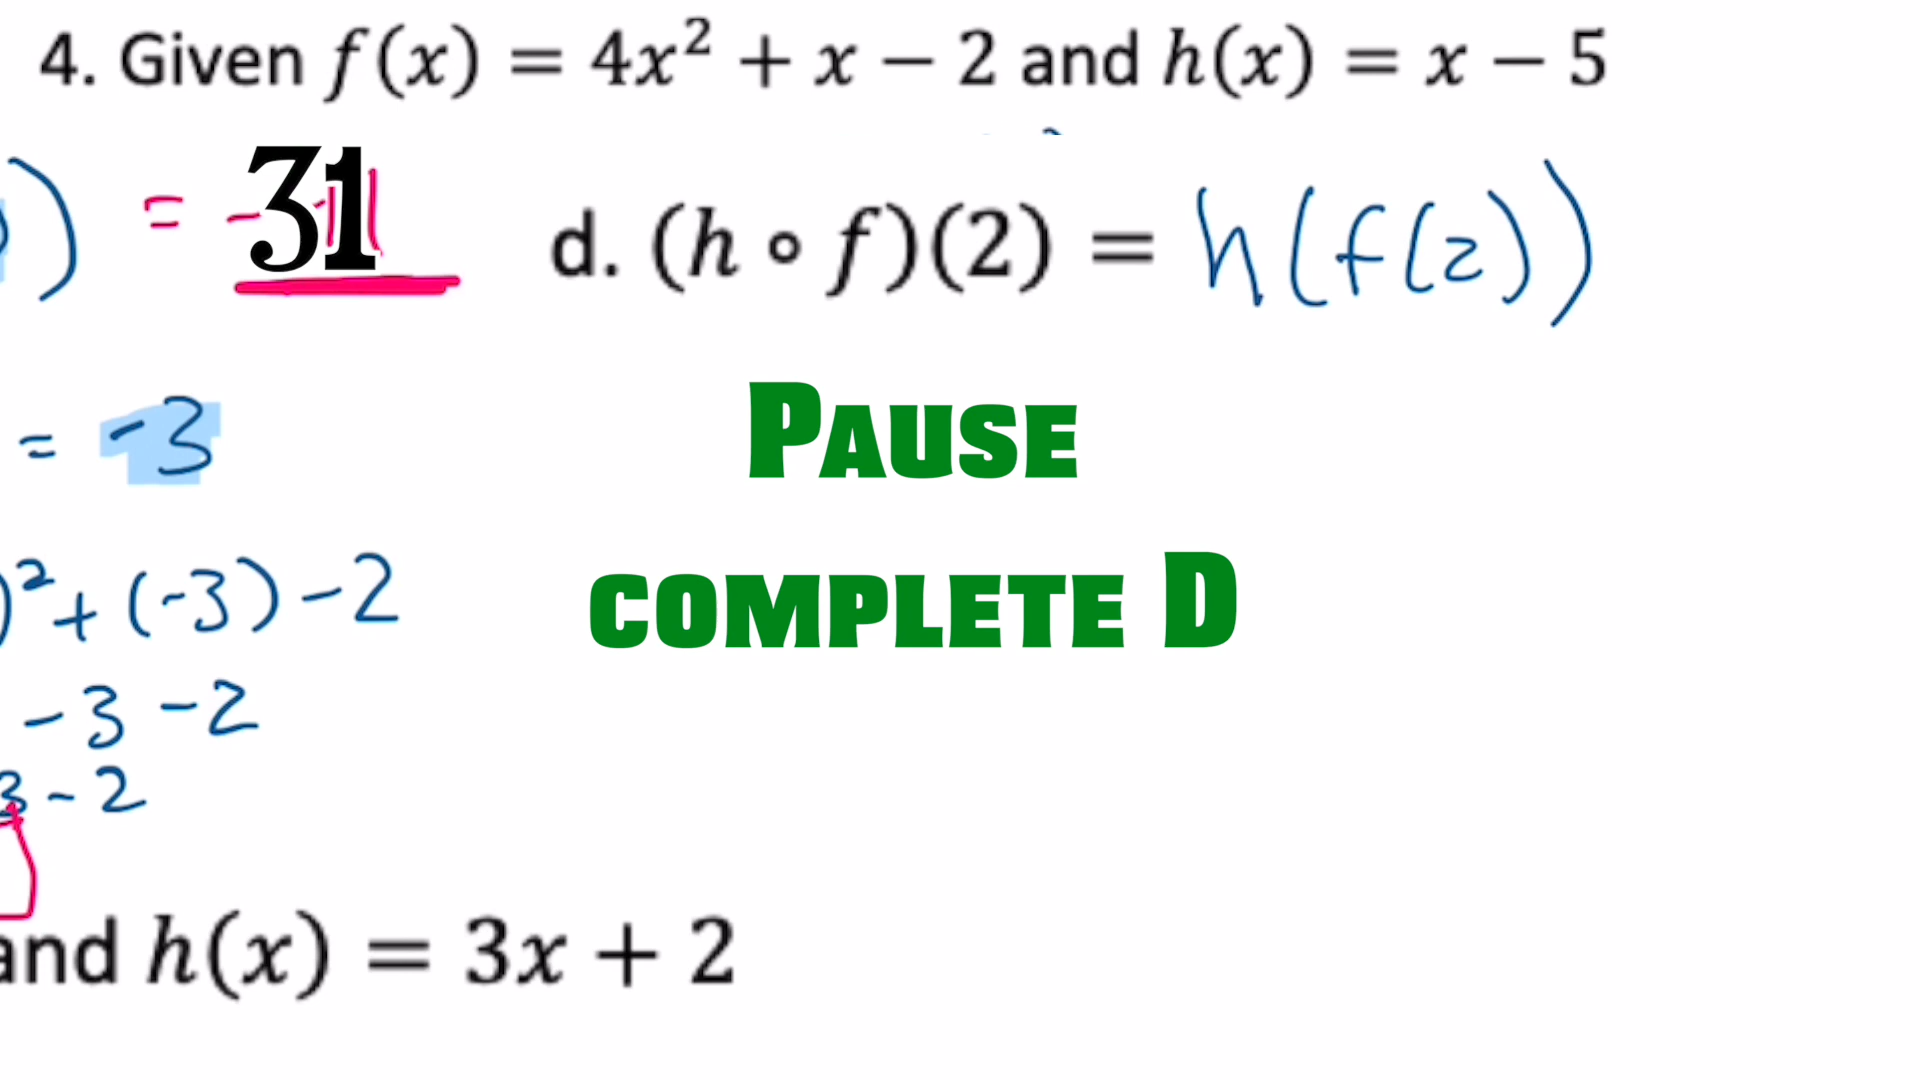 4. Given f(x) = 4x² + x − 2 and h(x) = x − 5
) = 31
d. (h ∘ f)(2) = h(f(2))
= -3
PAUSE
COMPLETE D
)² + (-3) - 2
- 3 - 2
3 - 2
and h(x) = 3x + 2